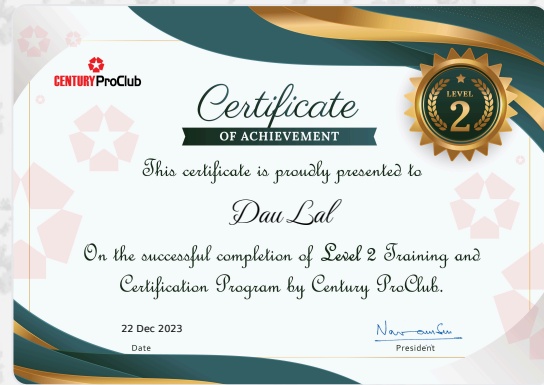 CENTURY ProClub
LEVEL
2
Certificate
OF ACHIEVEMENT
This certificate is proudly presented to
Dau Lal
On the successful completion of Level 2 Training and
Certification Program by Century ProClub.
22 Dec 2023
Date
President